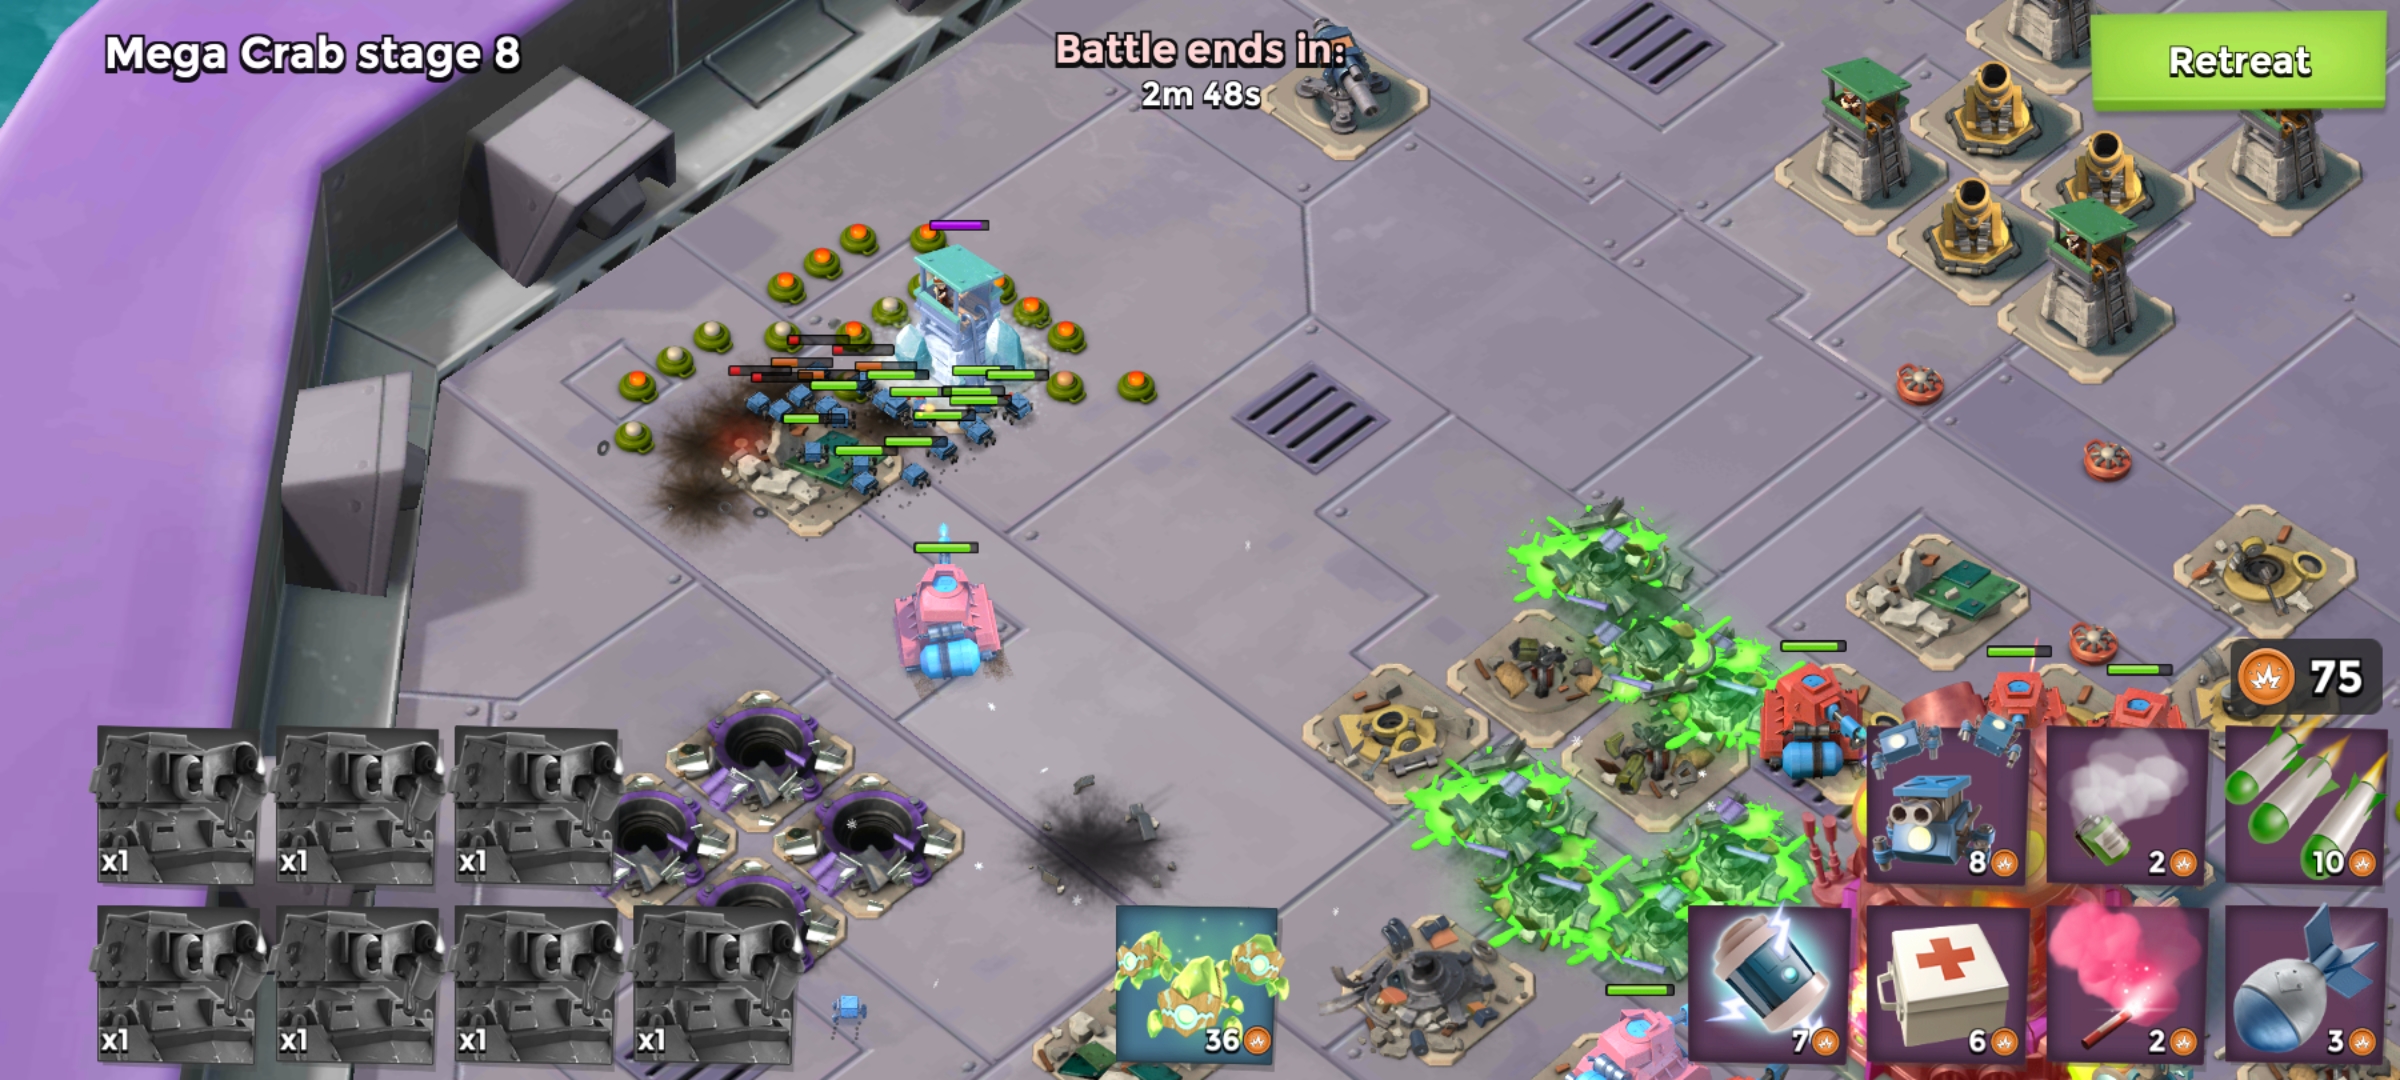 Mega Crab stage 8
Battle ends in:
2m 48s
Retreat
75
x1
x1
x1
8
2
10
x1
x1
x1
x1
36
7
6
2
3